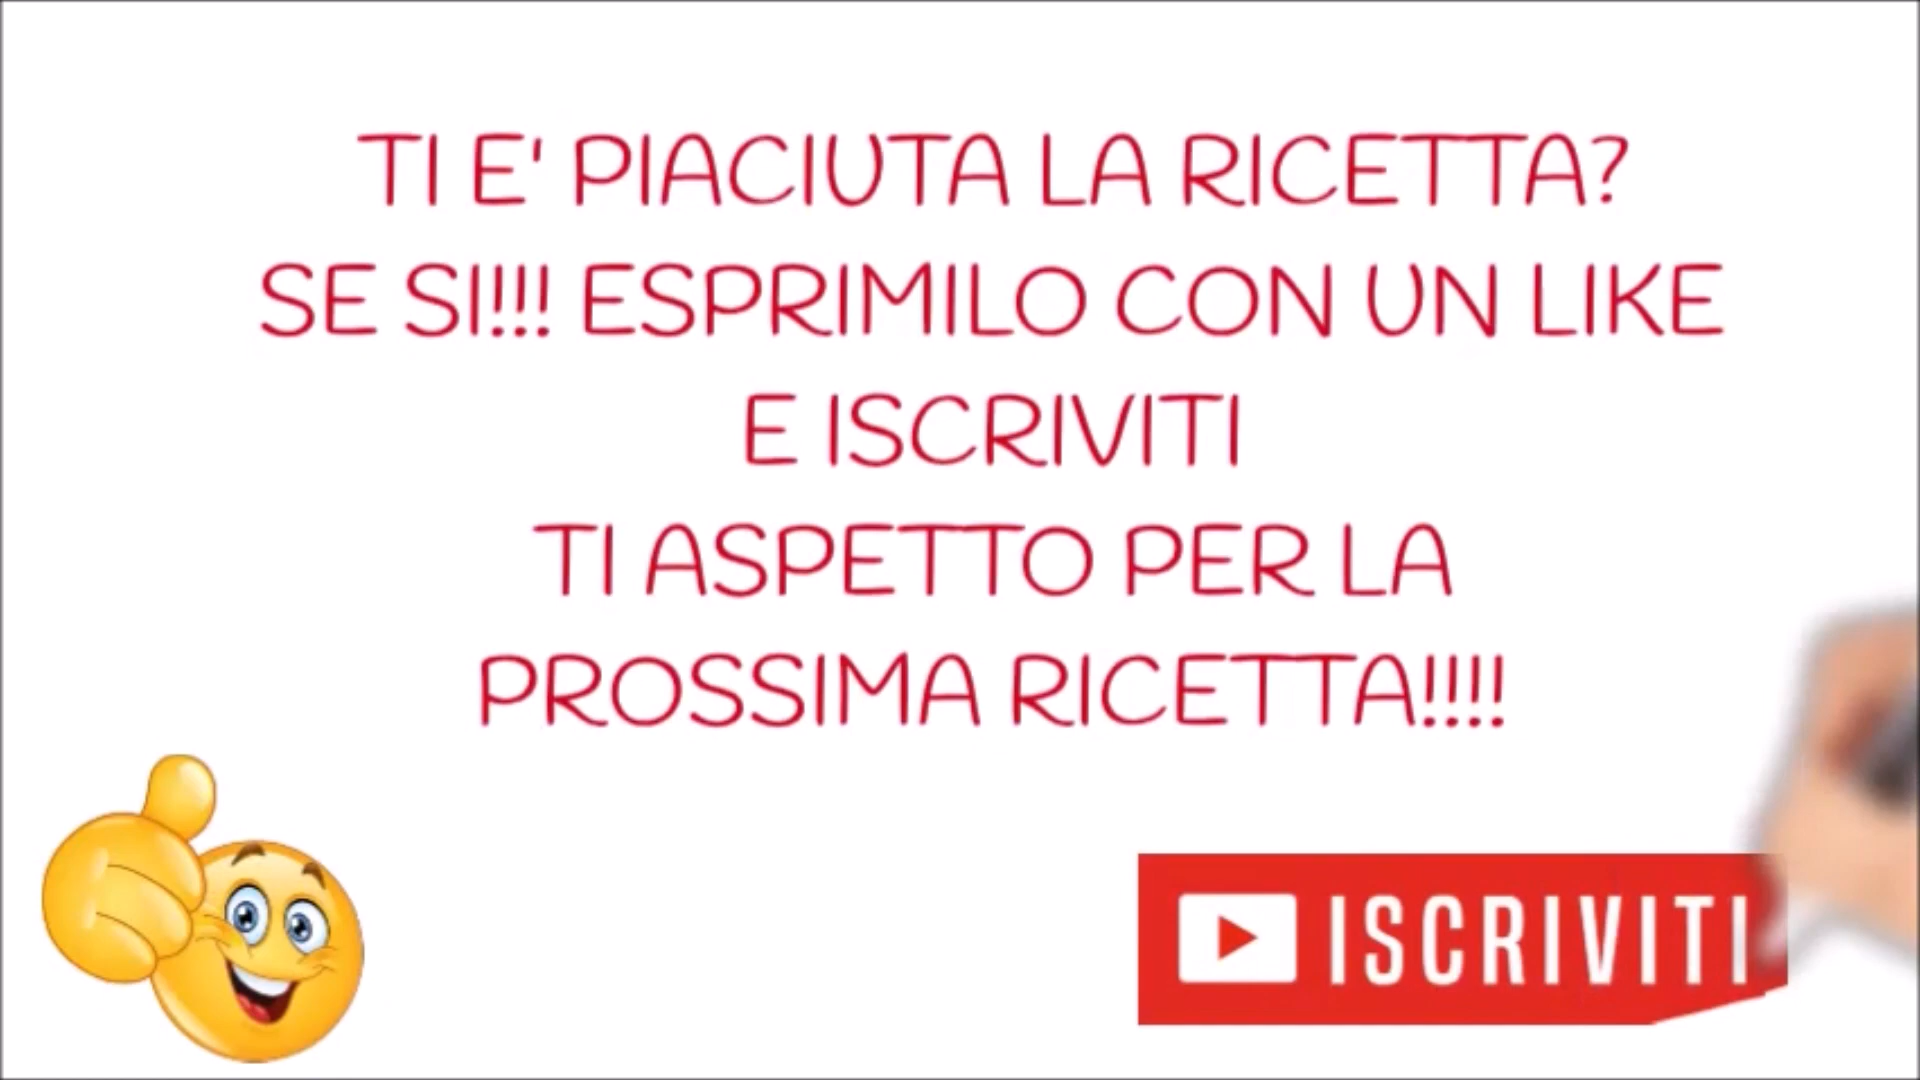 TI E' PIACIUTA LA RICETTA?
SE SI!!! ESPRIMILO CON UN LIKE
E ISCRIVITI
TI ASPETTO PER LA
PROSSIMA RICETTA!!!!
ISCRIVITI